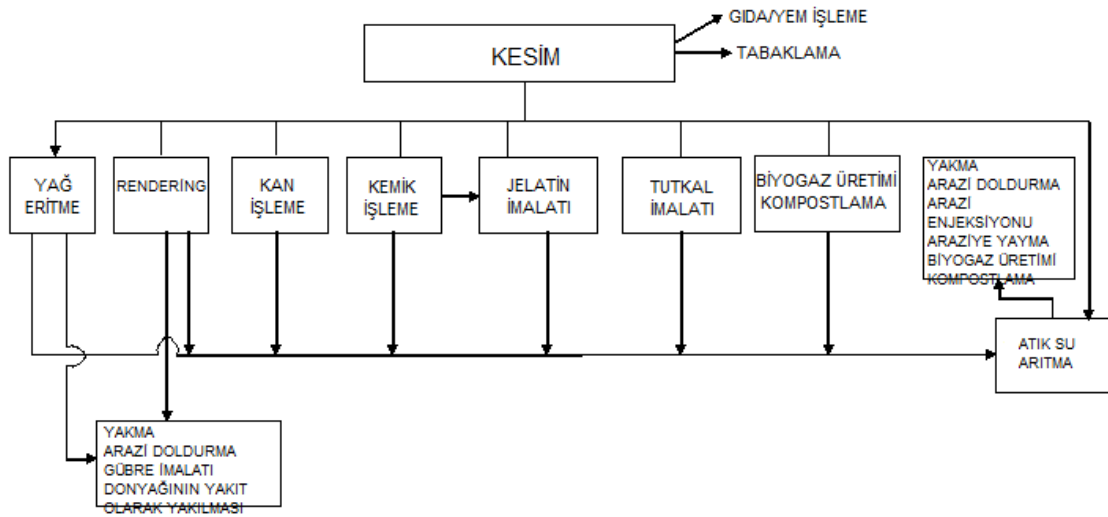 GIDA/YEM İŞLEME
KESİM
TABAKLAMA
YAĞ
ERİTME
RENDERİNG
KAN
İŞLEME
KEMİK
İŞLEME
JELATİN
İMALATI
TUTKAL
İMALATI
BİYOGAZ ÜRETİMİ
KOMPOSTLAMA
YAKMA
ARAZİ DOLDURMA
ARAZİ
ENJEKSİYONU
ARAZİYE YAYMA
BİYOGAZ ÜRETİMİ
KOMPOSTLAMA
ATIK SU
ARITMA
YAKMA
ARAZİ DOLDURMA
GÜBRE İMALATI
DONYAĞININ YAKIT
OLARAK YAKILMASI